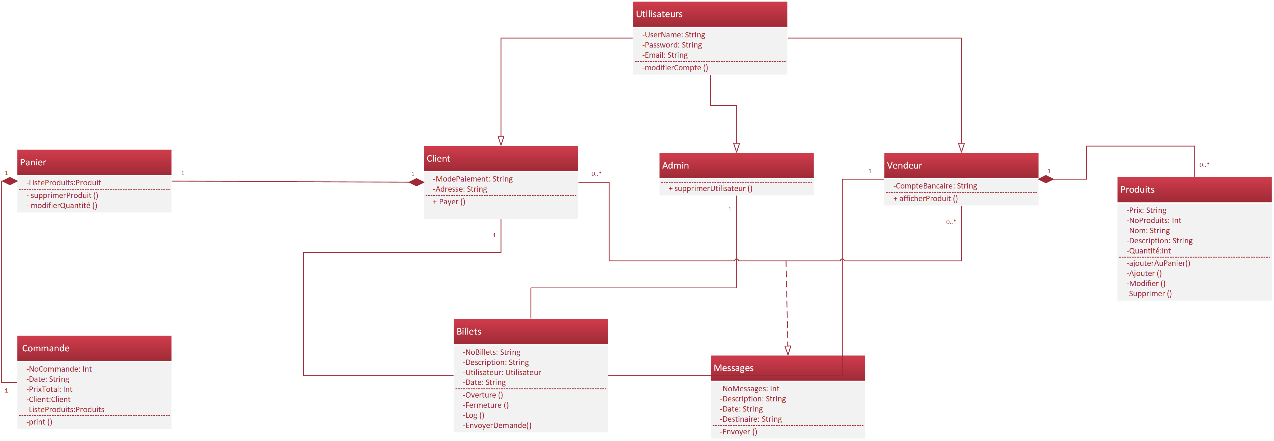 Utilisateurs
-UserName: String
-Password: String
-Email: String
-modifierCompte ()
Panier
-ListeProduits:Produit
- supprimerProduit ()
modifierQuantité ()
1
1
1
Client
-ModePaiement: String
-Adresse: String
+ Payer ()
0..*
1
Admin
+ supprimerUtilisateur ()
1
Vendeur
-CompteBancaire: String
+ afficherProduit ()
1
1
0..*
0..*
Produits
-Prix: String
-NoProduits: Int
Nom: String
-Description: String
-Quantité:Int
-ajouterAuPanier()
-Ajouter ()
-Modifier ()
Supprimer ()
Commande
-NoCommande: Int
-Date: String
-PrixTotal: Int
-Client:Client
ListeProduits:Produits
-print ()
1
Billets
-NoBillets: String
-Description: String
-Utilisateur: Utilisateur
-Date: String
-Overture ()
-Fermeture ()
-Log ()
-EnvoyerDemande()
Messages
NoMessages: Int
-Description: String
-Date: String
-Destinaire: String
-Envoyer ()